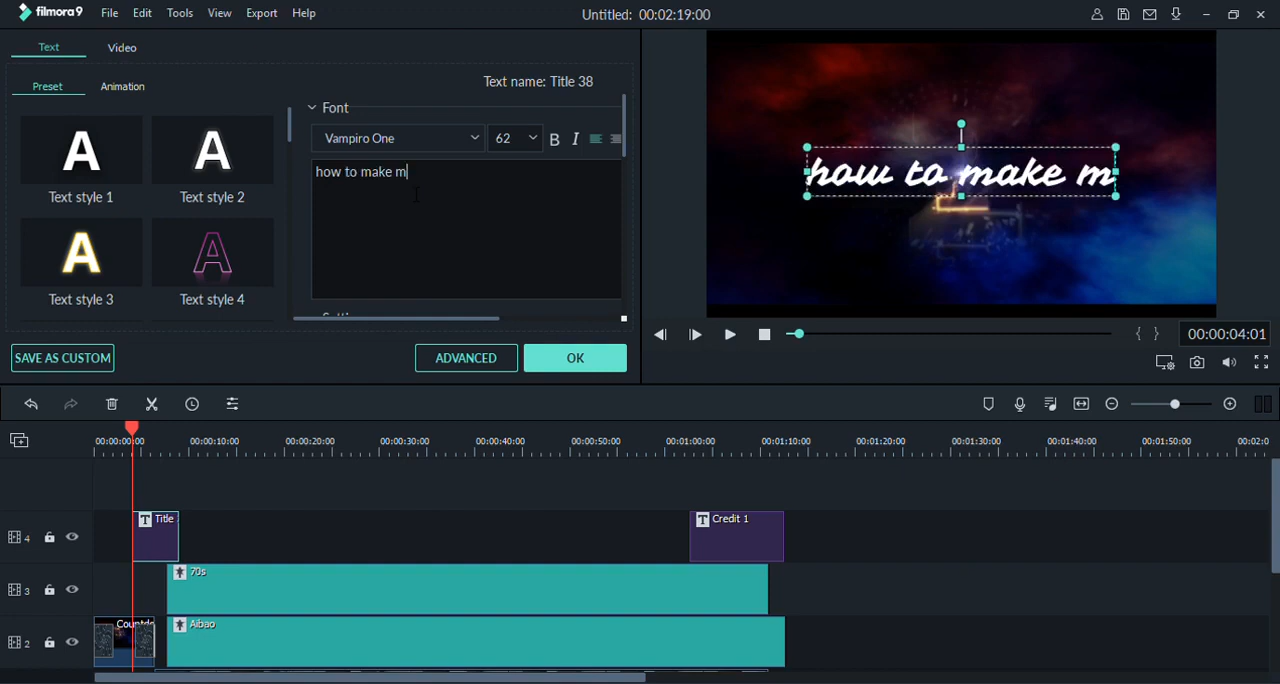 filmora9 File Edit Tools View Export Help Untitled: 00:02:19:00
Text Video
Text name: Title 38
Preset Animation
Font
Vampiro One 62 B I
how to make m
A A
Text style 1 Text style 2
A A
Text style 3 Text style 4
SAVE AS CUSTOM ADVANCED OK
how to make m
{ } 00:00:04:01
00:00:00:00 00:00:10:00 00:00:20:00 00:00:30:00 00:00:40:00 00:00:50:00 00:01:00:00 00:01:10:00 00:01:20:00 00:01:30:00 00:01:40:00 00:01:50:00 00:02:0
4 T Title T Credit 1
3 70s
2 Countdo Aibao